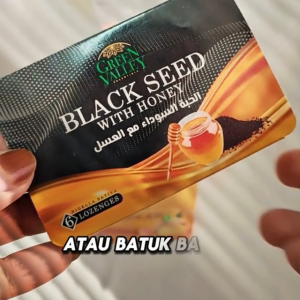 GREEN
VALLEY
BLACK SEED
WITH HONEY
الحبة السوداء مع العسل
6
LOZENGES
ATAU BATUK BA